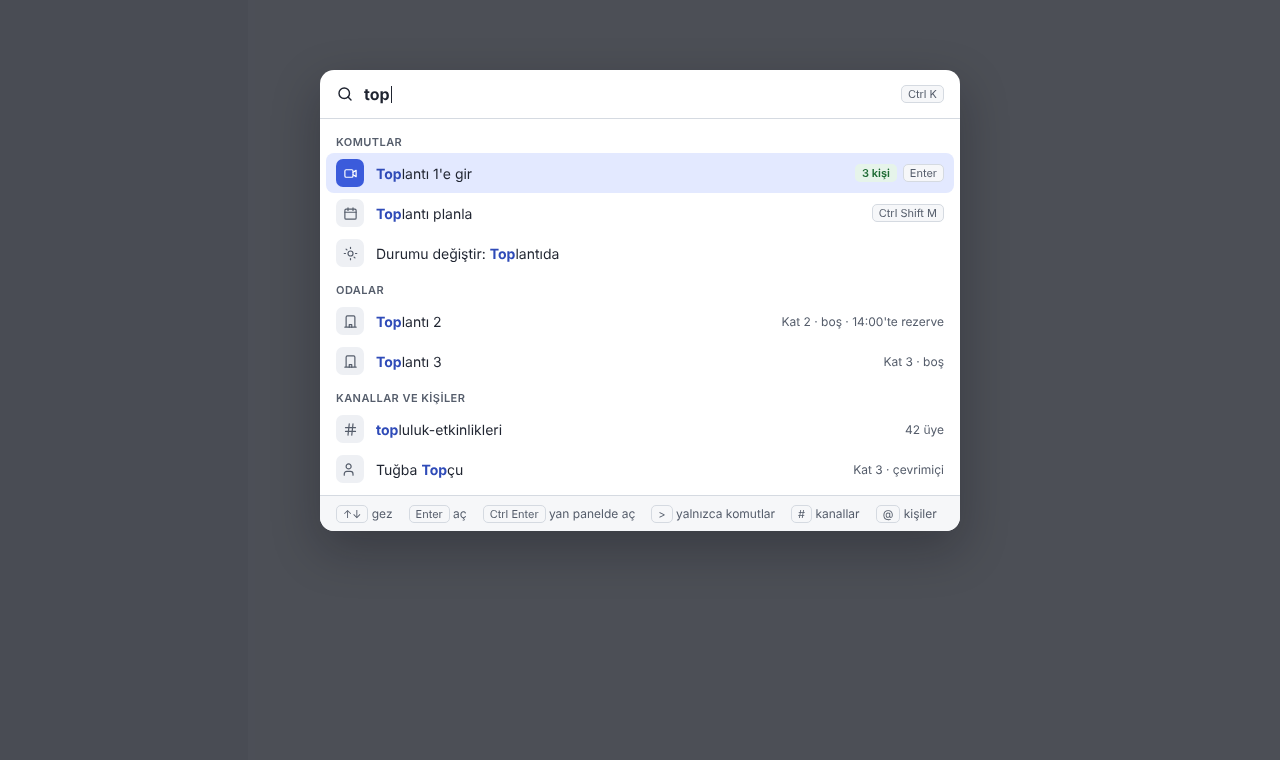 top Ctrl K
KOMUTLAR
Toplantı 1'e gir 3 kişi Enter
Toplantı planla Ctrl Shift M
Durumu değiştir: Toplantıda
ODALAR
Toplantı 2 Kat 2 · boş · 14:00'te rezerve
Toplantı 3 Kat 3 · boş
KANALLAR VE KİŞİLER
topluluk-etkinlikleri 42 üye
Tuğba Topçu Kat 3 · çevrimiçi
↑↓ gez Enter aç Ctrl Enter yan panelde aç > yalnızca komutlar # kanallar @ kişiler